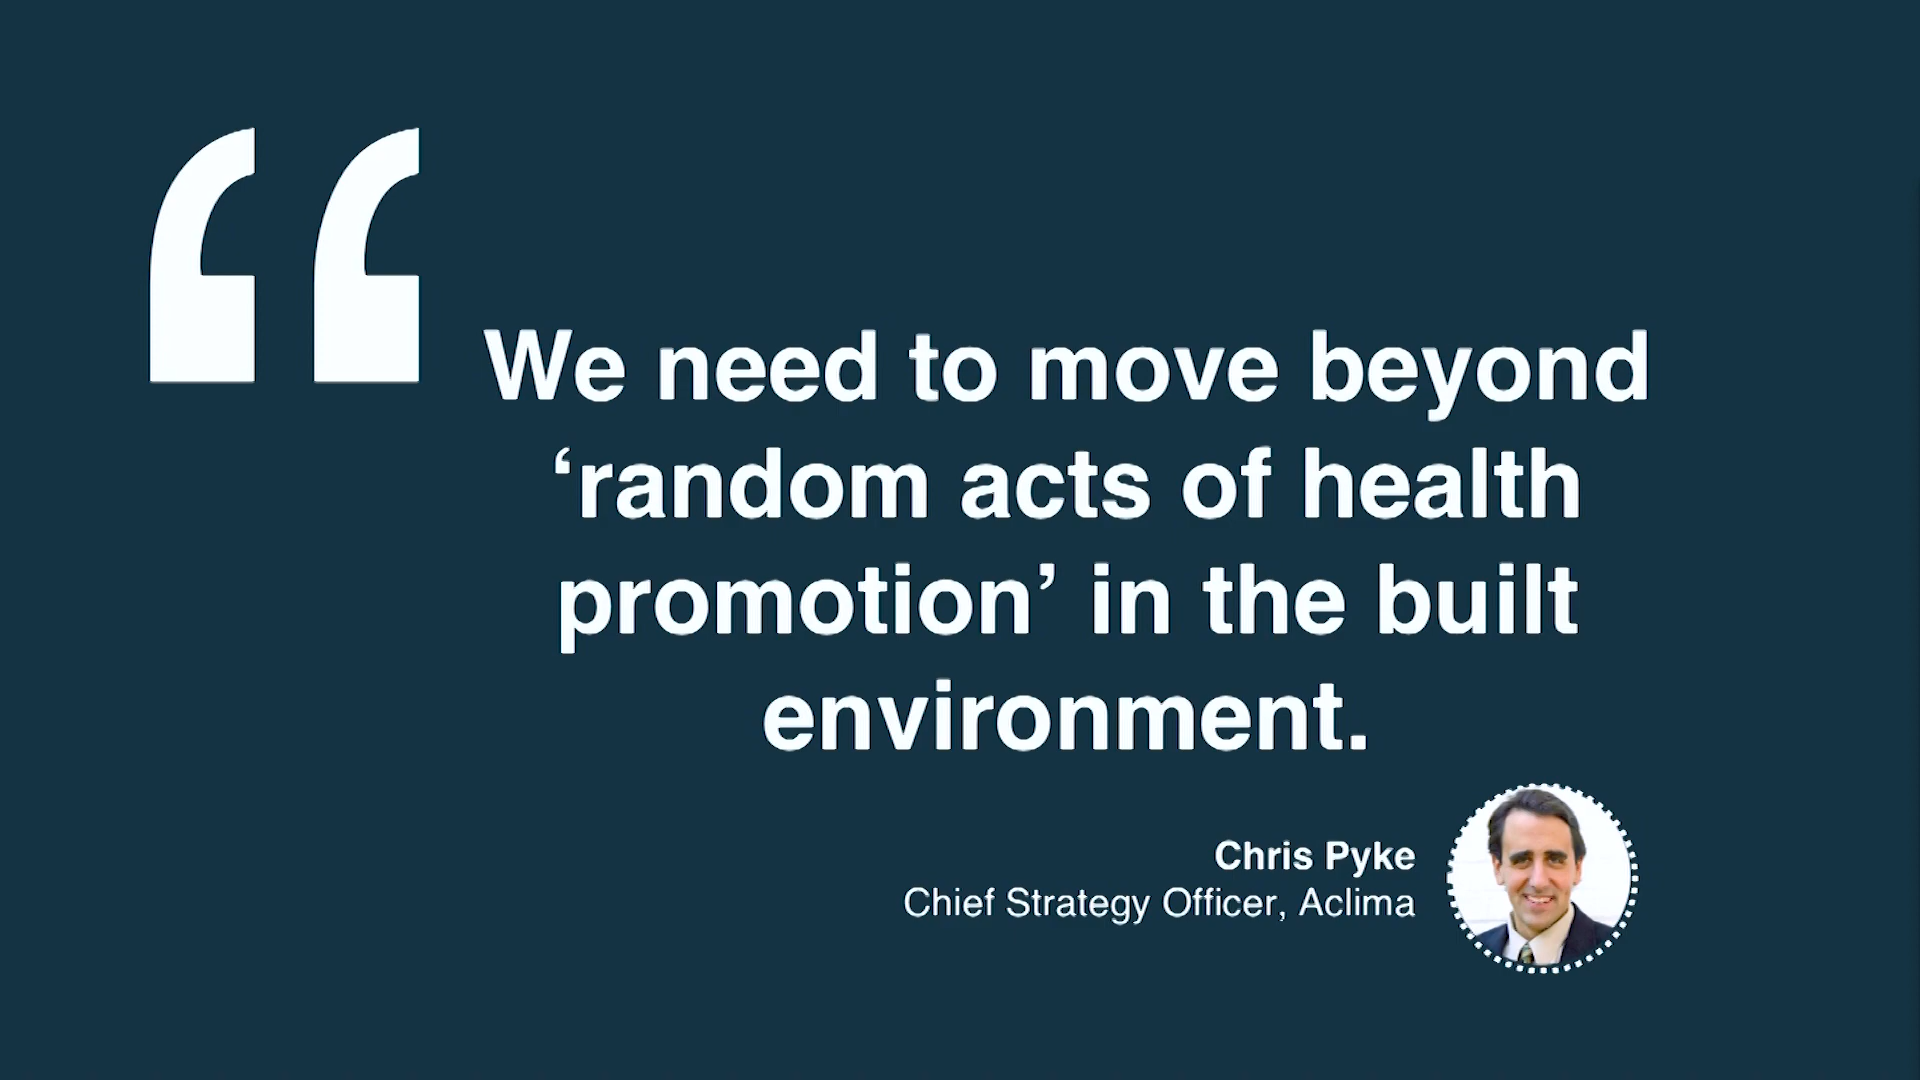 “We need to move beyond
‘random acts of health
promotion’ in the built
environment.
Chris Pyke
Chief Strategy Officer, Aclima